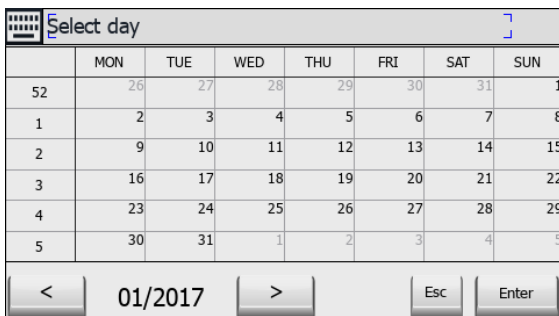 Select day
MON TUE WED THU FRI SAT SUN
52 26 27 28 29 30 31 1
1 2 3 4 5 6 7 8
2 9 10 11 12 13 14 15
3 16 17 18 19 20 21 22
4 23 24 25 26 27 28 29
5 30 31 1 2 3 4 5
< 01/2017 > Esc Enter